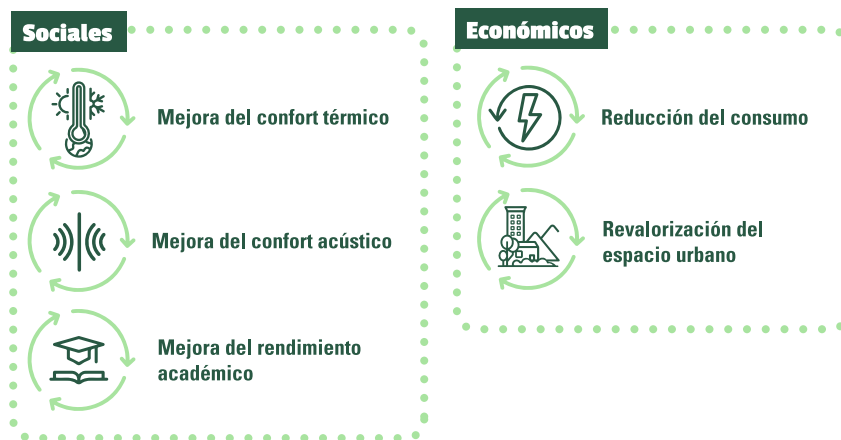 Sociales
Mejora del confort térmico
Mejora del confort acústico
Mejora del rendimiento
académico
Económicos
Reducción del consumo
Revalorización del
espacio urbano